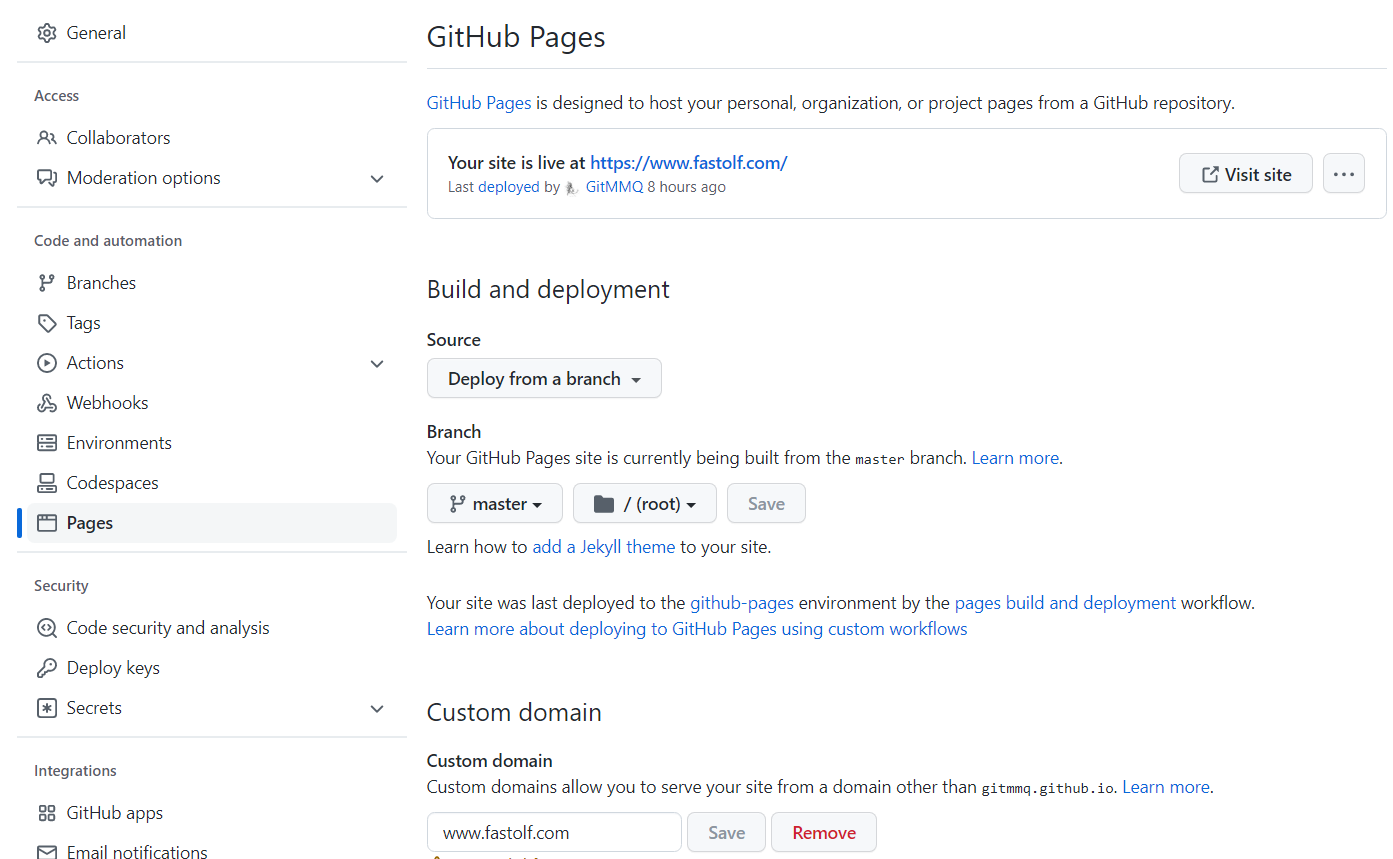 General
Access
Collaborators
Moderation options
Code and automation
Branches
Tags
Actions
Webhooks
Environments
Codespaces
Pages
Security
Code security and analysis
Deploy keys
Secrets
Integrations
GitHub apps
Email notifications
GitHub Pages
GitHub Pages is designed to host your personal, organization, or project pages from a GitHub repository.
Your site is live at https://www.fastolf.com/
Last deployed by GitMMQ 8 hours ago
Visit site
Build and deployment
Source
Deploy from a branch
Branch
Your GitHub Pages site is currently being built from the master branch. Learn more.
master / (root) Save
Learn how to add a Jekyll theme to your site.
Your site was last deployed to the github-pages environment by the pages build and deployment workflow.
Learn more about deploying to GitHub Pages using custom workflows
Custom domain
Custom domain
Custom domains allow you to serve your site from a domain other than gitmmq.github.io. Learn more.
www.fastolf.com Save Remove